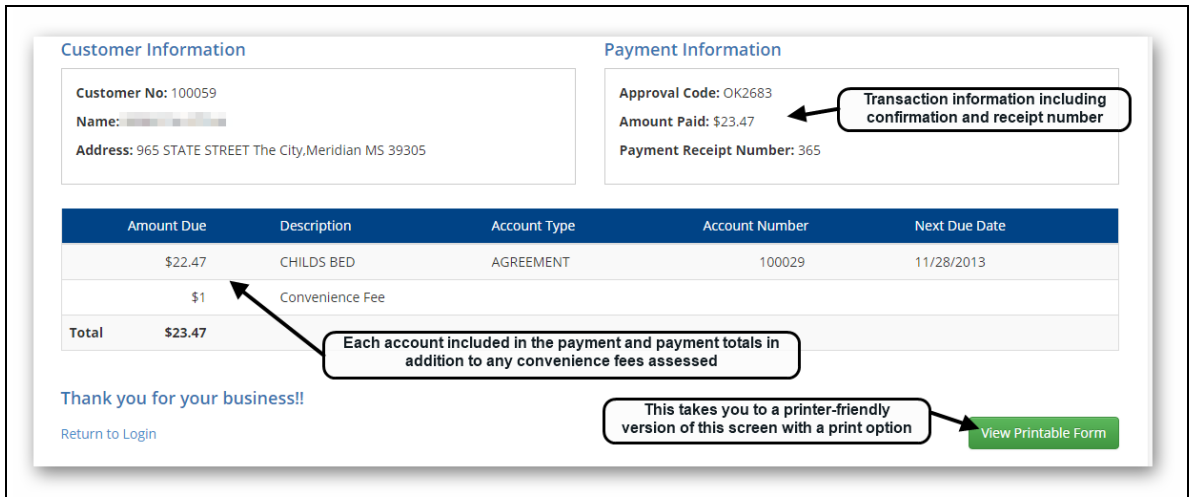 Customer Information
Customer No: 100059
Name:
Address: 965 STATE STREET The City,Meridian MS 39305
Payment Information
Approval Code: OK2683
Amount Paid: $23.47
Payment Receipt Number: 365
Transaction information including
confirmation and receipt number
Amount Due Description Account Type Account Number Next Due Date
$22.47 CHILDS BED AGREEMENT 100029 11/28/2013
$1 Convenience Fee
Total $23.47
Each account included in the payment and payment totals in
addition to any convenience fees assessed
Thank you for your business!!
Return to Login
This takes you to a printer-friendly
version of this screen with a print option
View Printable Form